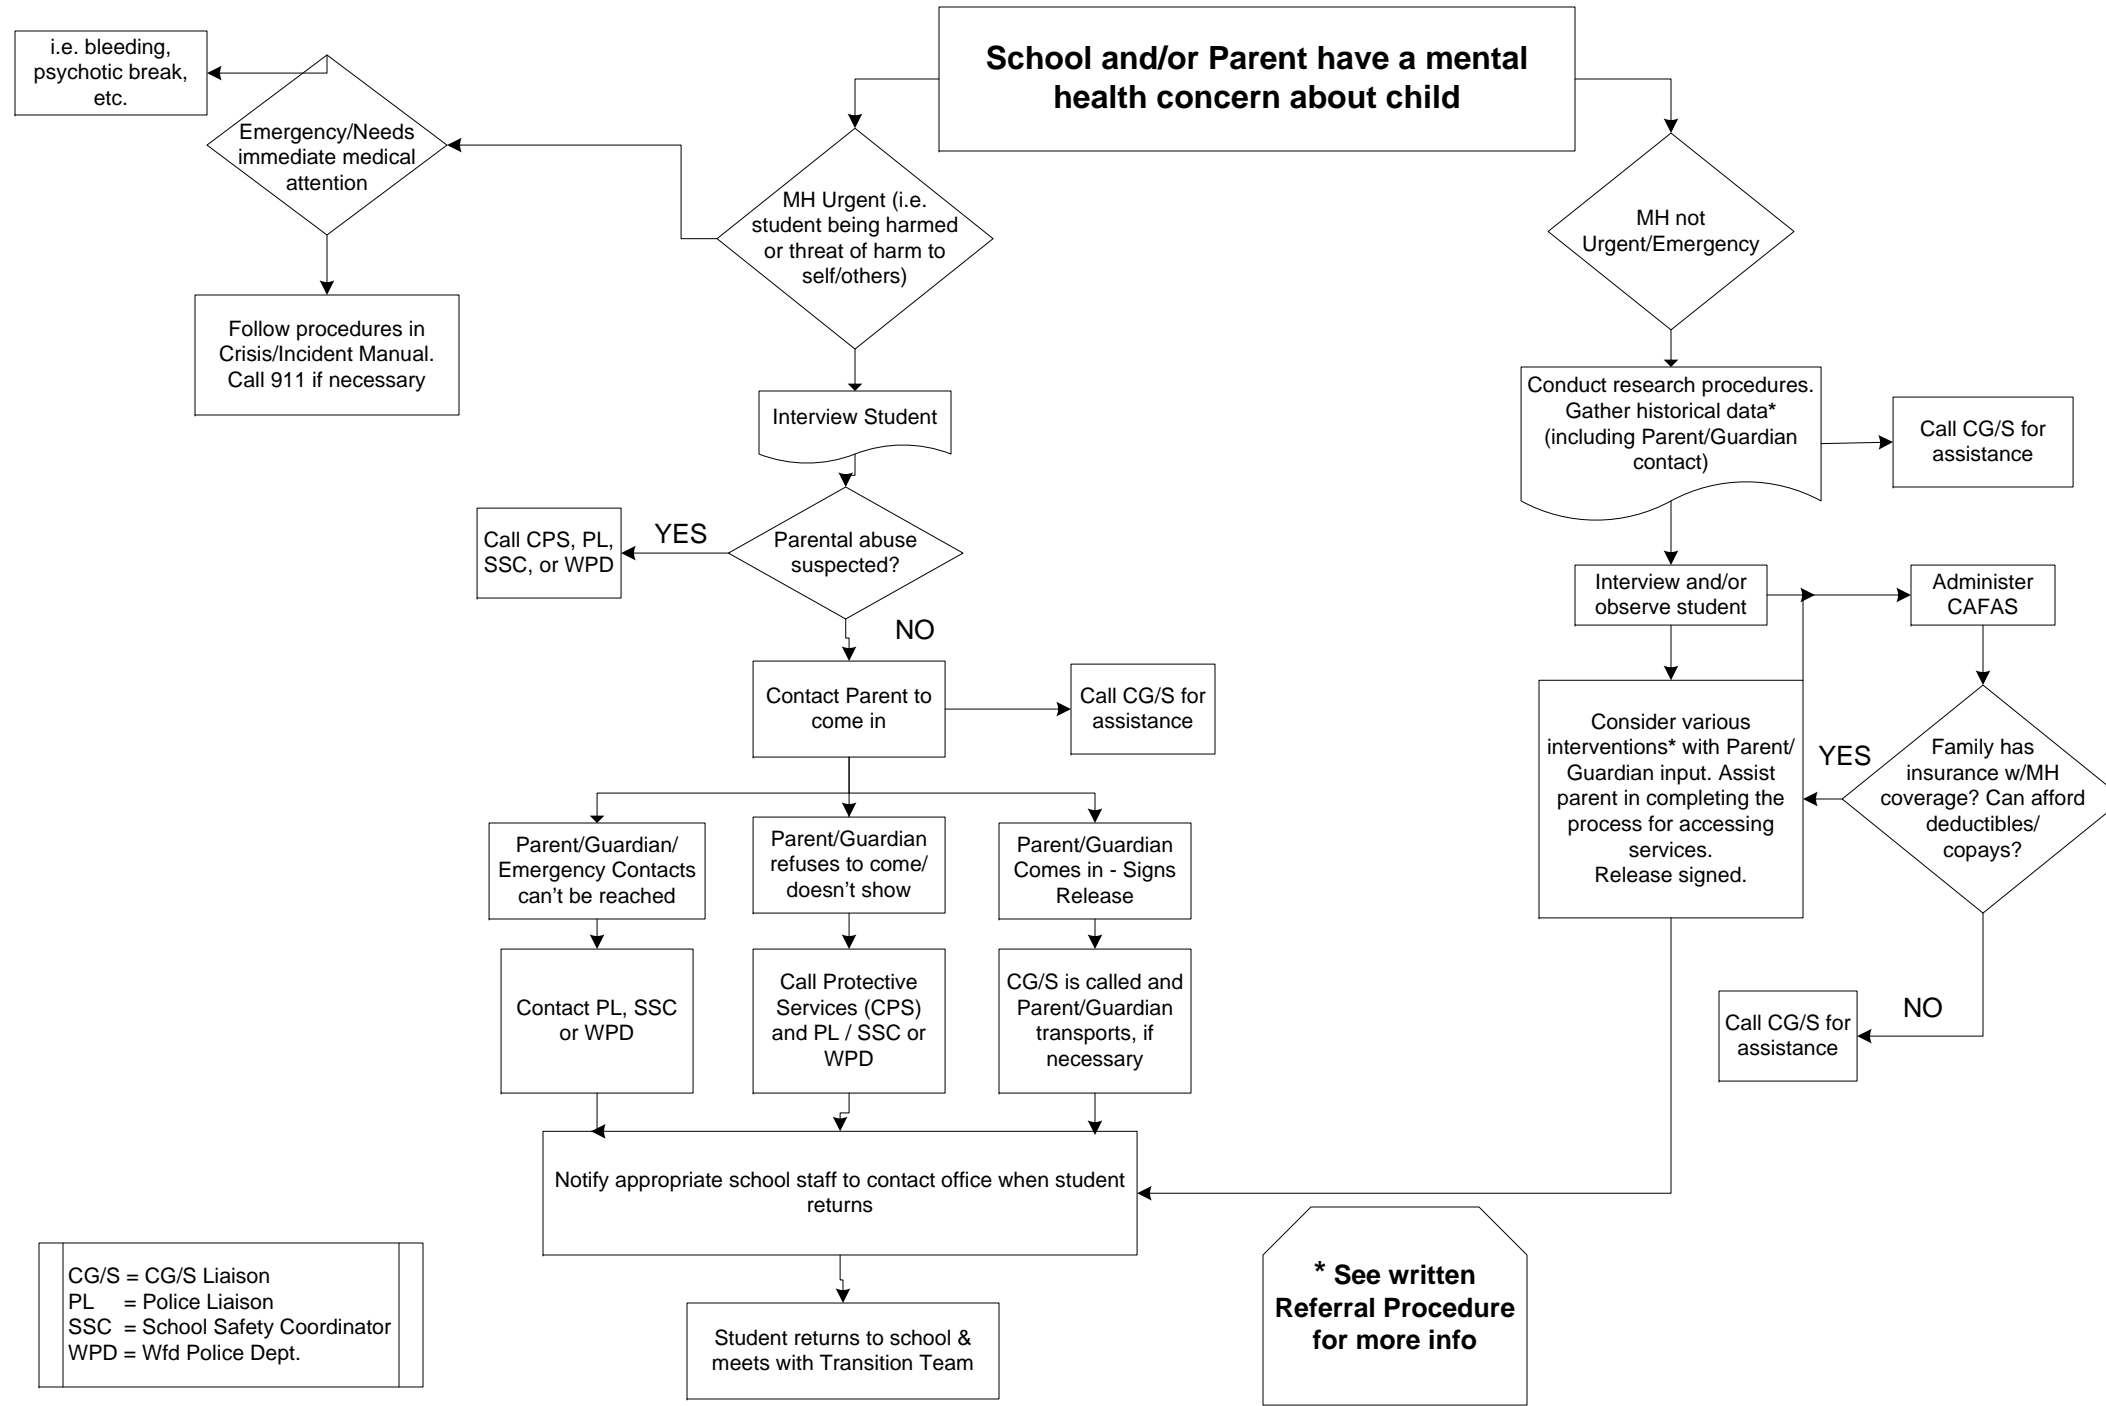 School and/or Parent have a mental
health concern about child
i.e. bleeding,
psychotic break,
etc.
Emergency/Needs
immediate medical
attention
Follow procedures in
Crisis/Incident Manual.
Call 911 if necessary
MH Urgent (i.e.
student being harmed
or threat of harm to
self/others)
Interview Student
Parental abuse
suspected?
YES
Call CPS, PL,
SSC, or WPD
NO
Contact Parent to
come in
Call CG/S for
assistance
Parent/Guardian/
Emergency Contacts
can’t be reached
Parent/Guardian
refuses to come/
doesn’t show
Parent/Guardian
Comes in - Signs
Release
Contact PL, SSC
or WPD
Call Protective
Services (CPS)
and PL / SSC or
WPD
CG/S is called and
Parent/Guardian
transports, if
necessary
Notify appropriate school staff to contact office when student
returns
Student returns to school &
meets with Transition Team
MH not
Urgent/Emergency
Conduct research procedures.
Gather historical data*
(including Parent/Guardian
contact)
Call CG/S for
assistance
Interview and/or
observe student
Administer
CAFAS
Consider various
interventions* with Parent/
Guardian input. Assist
parent in completing the
process for accessing
services.
Release signed.
YES
Family has
insurance w/MH
coverage? Can afford
deductibles/
copays?
NO
Call CG/S for
assistance
* See written
Referral Procedure
for more info
CG/S = CG/S Liaison
PL = Police Liaison
SSC = School Safety Coordinator
WPD = Wfd Police Dept.